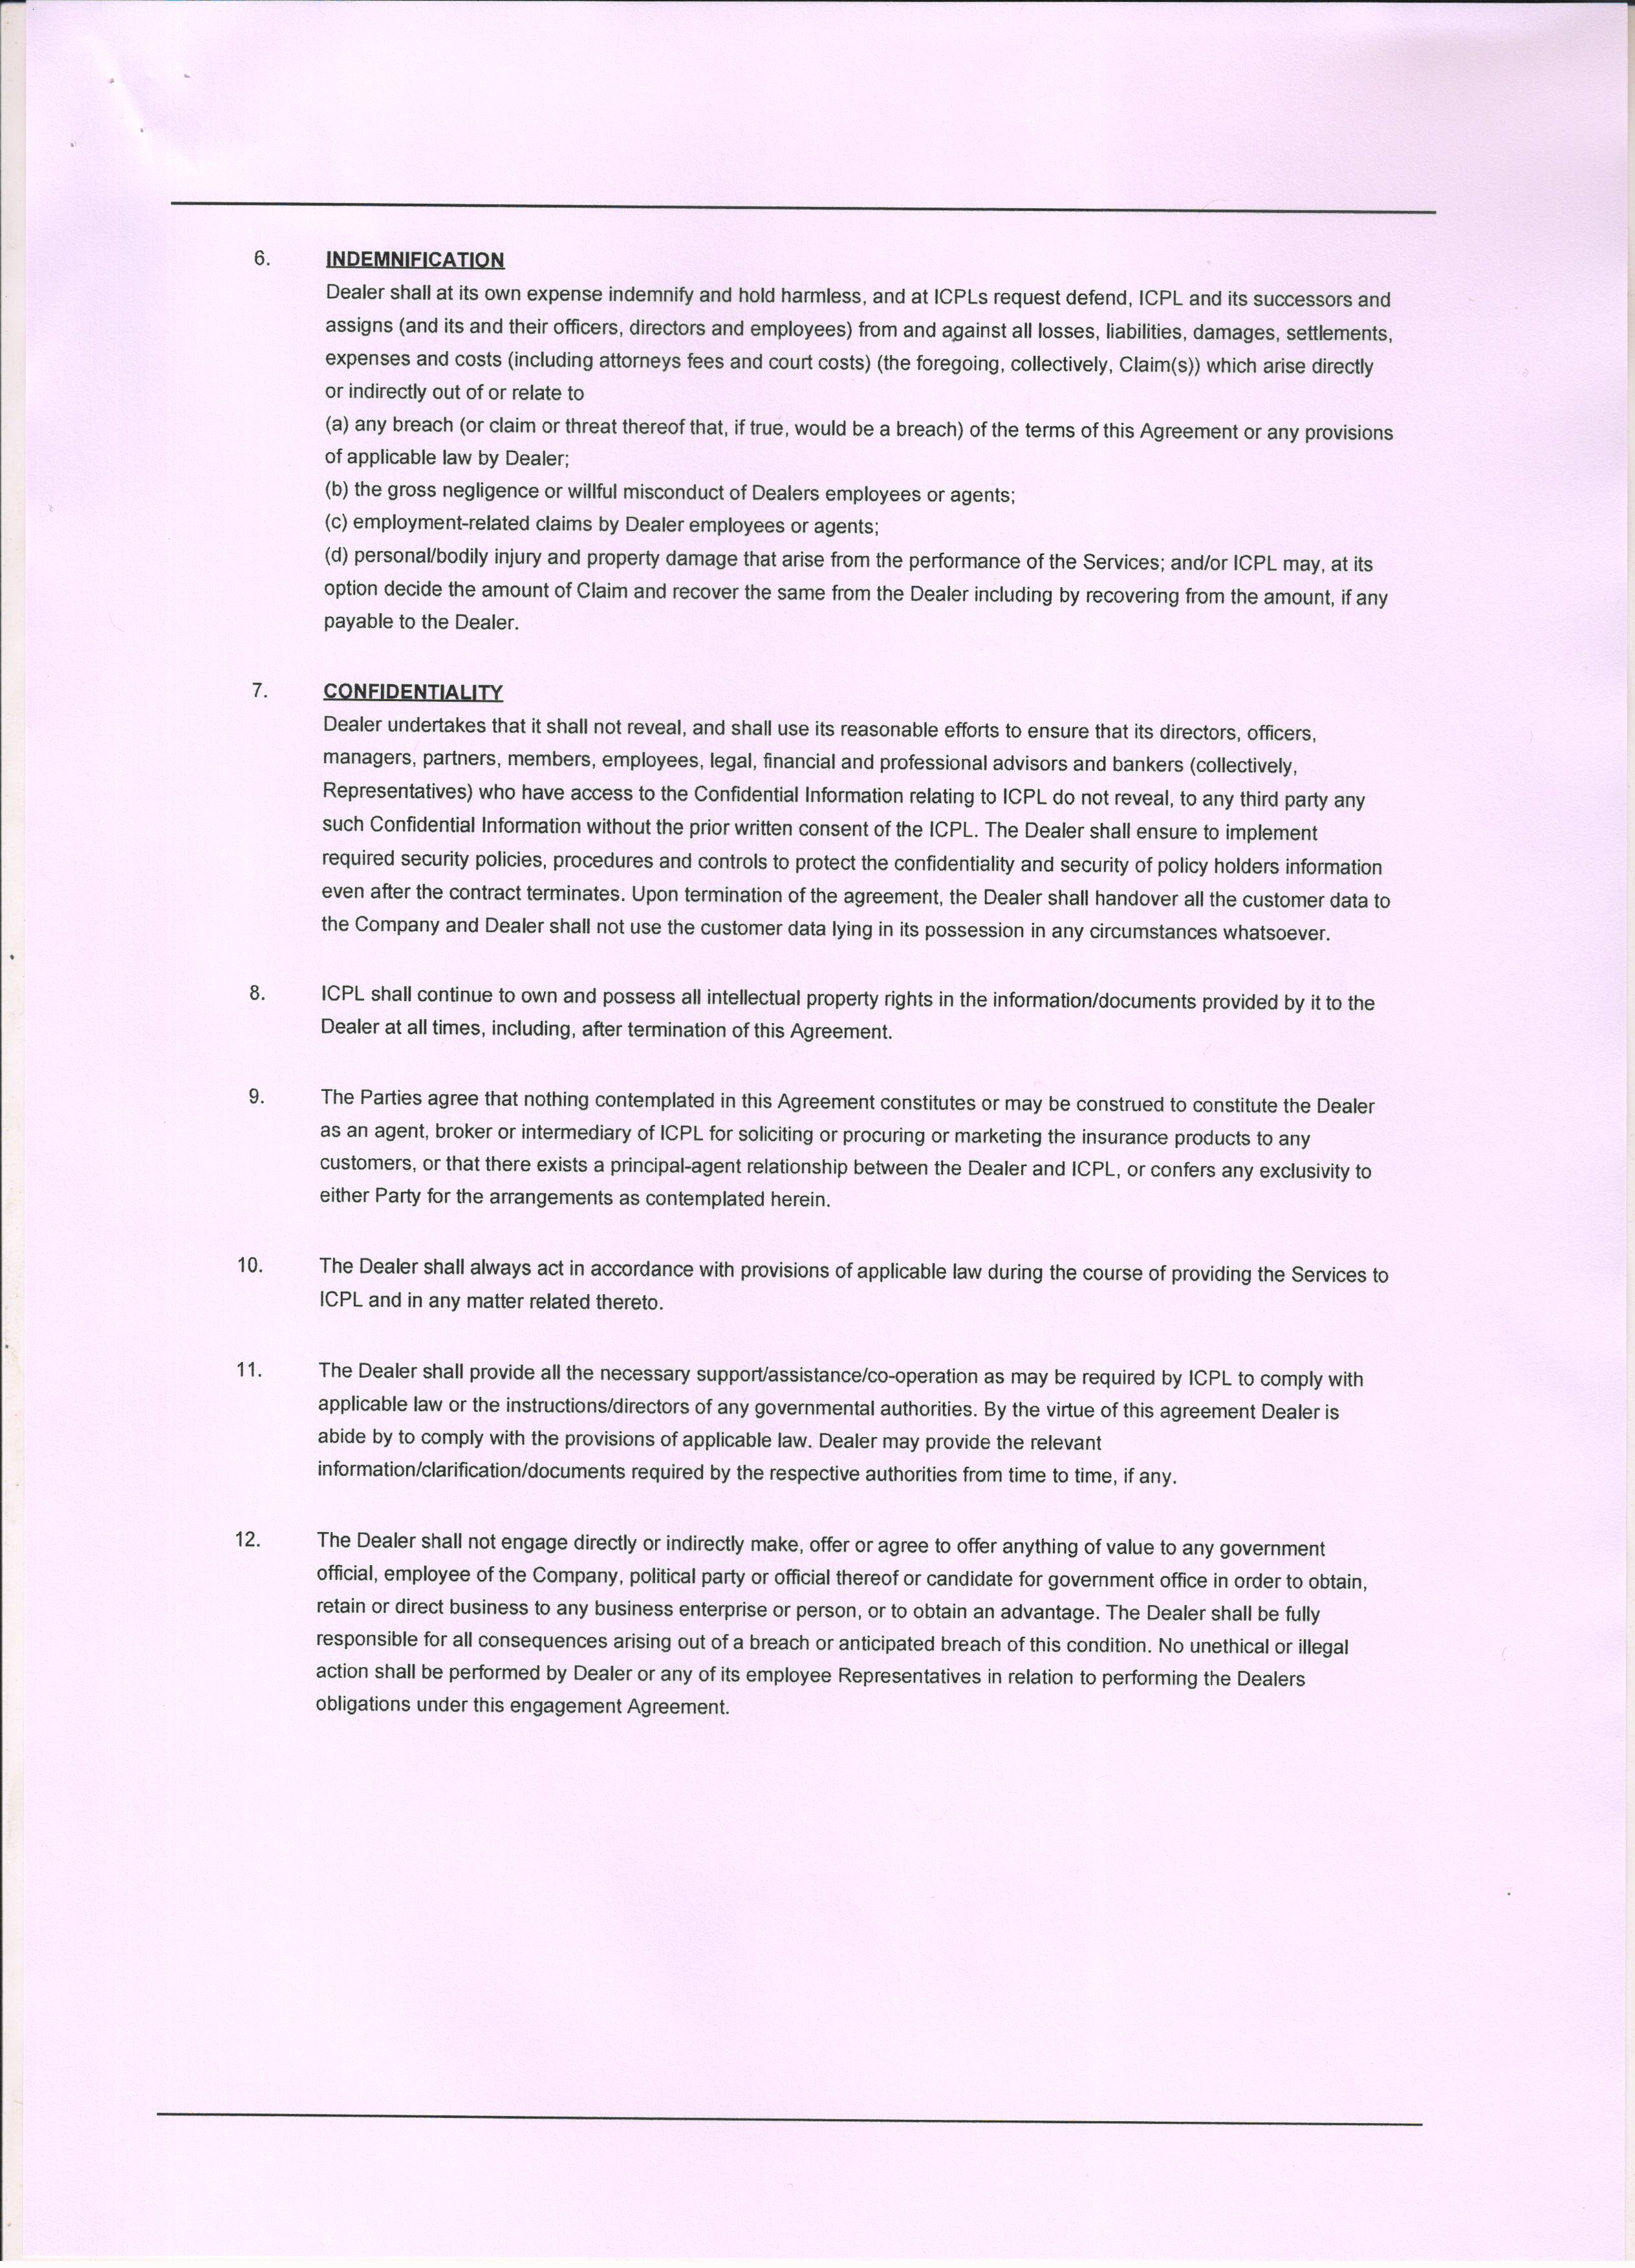 6. INDEMNIFICATION
Dealer shall at its own expense indemnify and hold harmless, and at ICPLs request defend, ICPL and its successors and
assigns (and its and their officers, directors and employees) from and against all losses, liabilities, damages, settlements,
expenses and costs (including attorneys fees and court costs) (the foregoing, collectively, Claim(s)) which arise directly
or indirectly out of or relate to
(a) any breach (or claim or threat thereof that, if true, would be a breach) of the terms of this Agreement or any provisions
of applicable law by Dealer;
(b) the gross negligence or willful misconduct of Dealers employees or agents;
(c) employment-related claims by Dealer employees or agents;
(d) personal/bodily injury and property damage that arise from the performance of the Services; and/or ICPL may, at its
option decide the amount of Claim and recover the same from the Dealer including by recovering from the amount, if any
payable to the Dealer.
7. CONFIDENTIALITY
Dealer undertakes that it shall not reveal, and shall use its reasonable efforts to ensure that its directors, officers,
managers, partners, members, employees, legal, financial and professional advisors and bankers (collectively,
Representatives) who have access to the Confidential Information relating to ICPL do not reveal, to any third party any
such Confidential Information without the prior written consent of the ICPL. The Dealer shall ensure to implement
required security policies, procedures and controls to protect the confidentiality and security of policy holders information
even after the contract terminates. Upon termination of the agreement, the Dealer shall handover all the customer data to
the Company and Dealer shall not use the customer data lying in its possession in any circumstances whatsoever.
8. ICPL shall continue to own and possess all intellectual property rights in the information/documents provided by it to the
Dealer at all times, including, after termination of this Agreement.
9. The Parties agree that nothing contemplated in this Agreement constitutes or may be construed to constitute the Dealer
as an agent, broker or intermediary of ICPL for soliciting or procuring or marketing the insurance products to any
customers, or that there exists a principal-agent relationship between the Dealer and ICPL, or confers any exclusivity to
either Party for the arrangements as contemplated herein.
10. The Dealer shall always act in accordance with provisions of applicable law during the course of providing the Services to
ICPL and in any matter related thereto.
11. The Dealer shall provide all the necessary support/assistance/co-operation as may be required by ICPL to comply with
applicable law or the instructions/directors of any governmental authorities. By the virtue of this agreement Dealer is
abide by to comply with the provisions of applicable law. Dealer may provide the relevant
information/clarification/documents required by the respective authorities from time to time, if any.
12. The Dealer shall not engage directly or indirectly make, offer or agree to offer anything of value to any government
official, employee of the Company, political party or official thereof or candidate for government office in order to obtain,
retain or direct business to any business enterprise or person, or to obtain an advantage. The Dealer shall be fully
responsible for all consequences arising out of a breach or anticipated breach of this condition. No unethical or illegal
action shall be performed by Dealer or any of its employee Representatives in relation to performing the Dealers
obligations under this engagement Agreement.